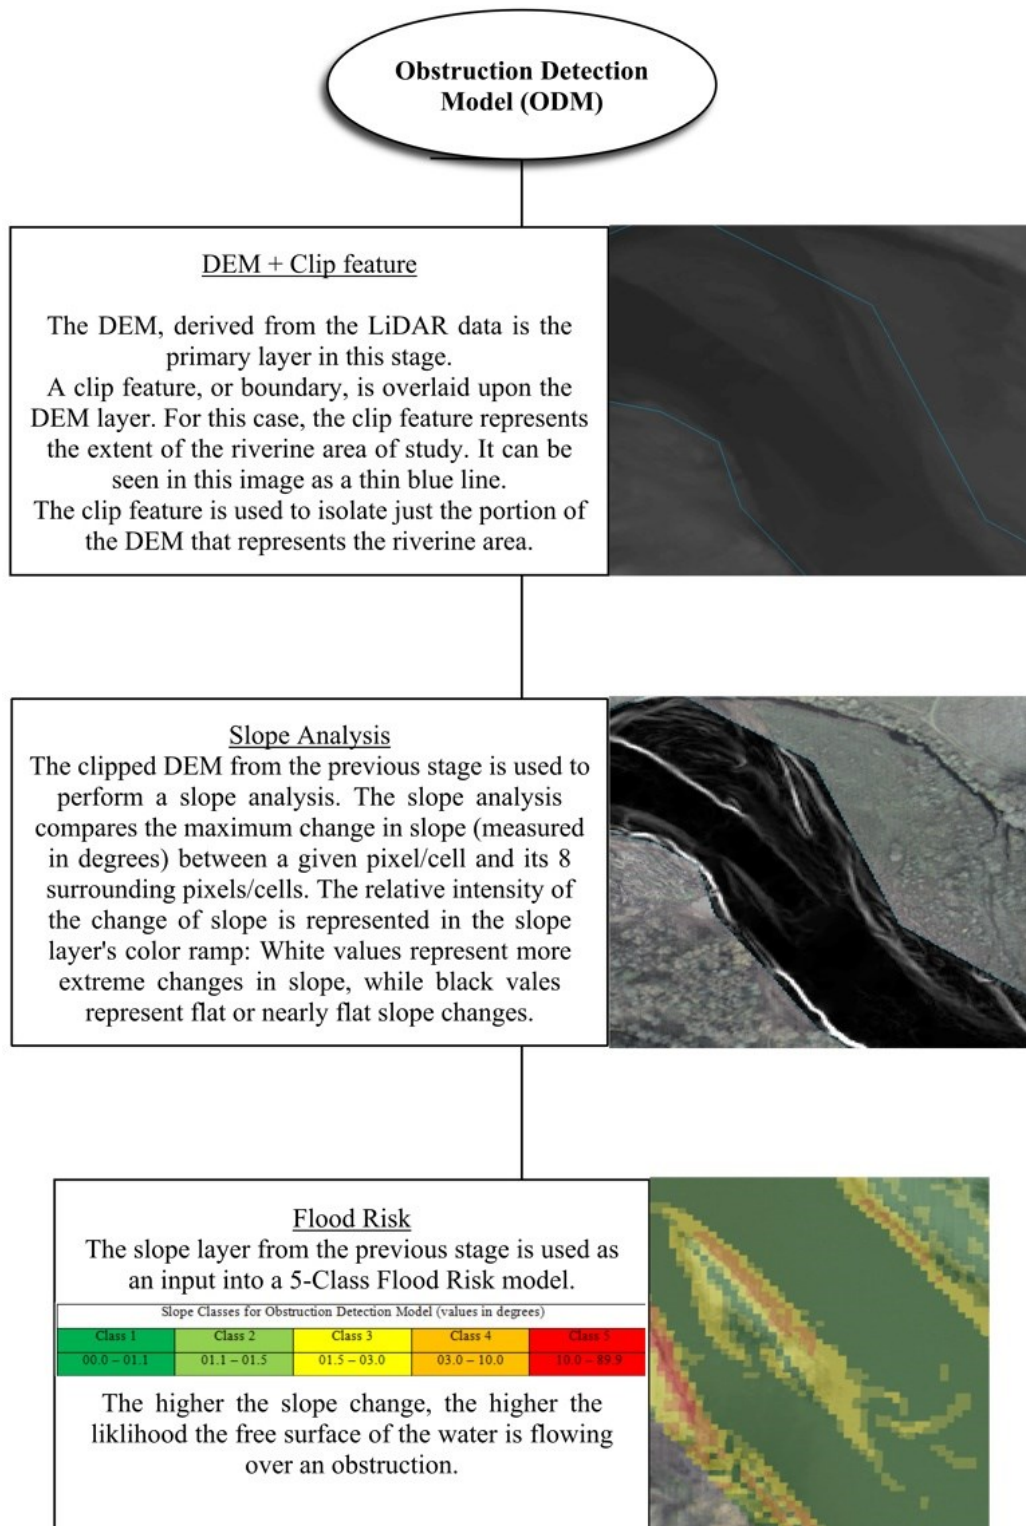 Obstruction Detection
Model (ODM)
DEM + Clip feature
The DEM, derived from the LiDAR data is the
primary layer in this stage.
A clip feature, or boundary, is overlaid upon the
DEM layer. For this case, the clip feature represents
the extent of the riverine area of study. It can be
seen in this image as a thin blue line.
The clip feature is used to isolate just the portion of
the DEM that represents the riverine area.
Slope Analysis
The clipped DEM from the previous stage is used to
perform a slope analysis. The slope analysis
compares the maximum change in slope (measured
in degrees) between a given pixel/cell and its 8
surrounding pixels/cells. The relative intensity of
the change of slope is represented in the slope
layer's color ramp: White values represent more
extreme changes in slope, while black vales
represent flat or nearly flat slope changes.
Flood Risk
The slope layer from the previous stage is used as
an input into a 5-Class Flood Risk model.
Slope Classes for Obstruction Detection Model (values in degrees)
Class 1 Class 2 Class 3 Class 4 Class 5
00.0 – 01.1 01.1 – 01.5 01.5 – 03.0 03.0 – 10.0 10.0 – 89.9
The higher the slope change, the higher the
liklihood the free surface of the water is flowing
over an obstruction.